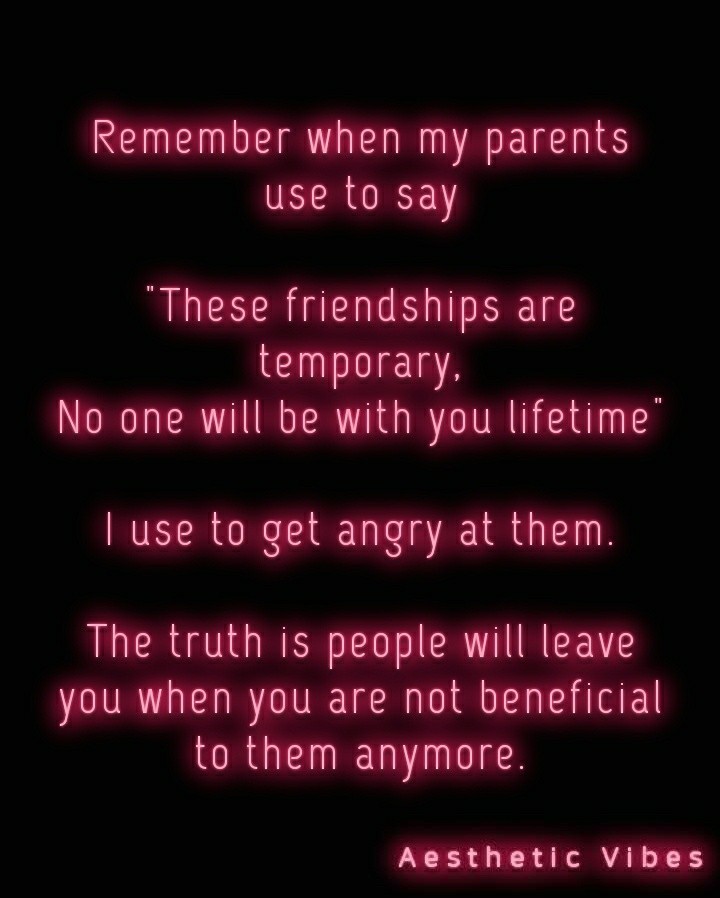 Remember when my parents
use to say
"These friendships are
temporary,
No one will be with you lifetime"
I use to get angry at them.
The truth is people will leave
you when you are not beneficial
to them anymore.
Aesthetic Vibes